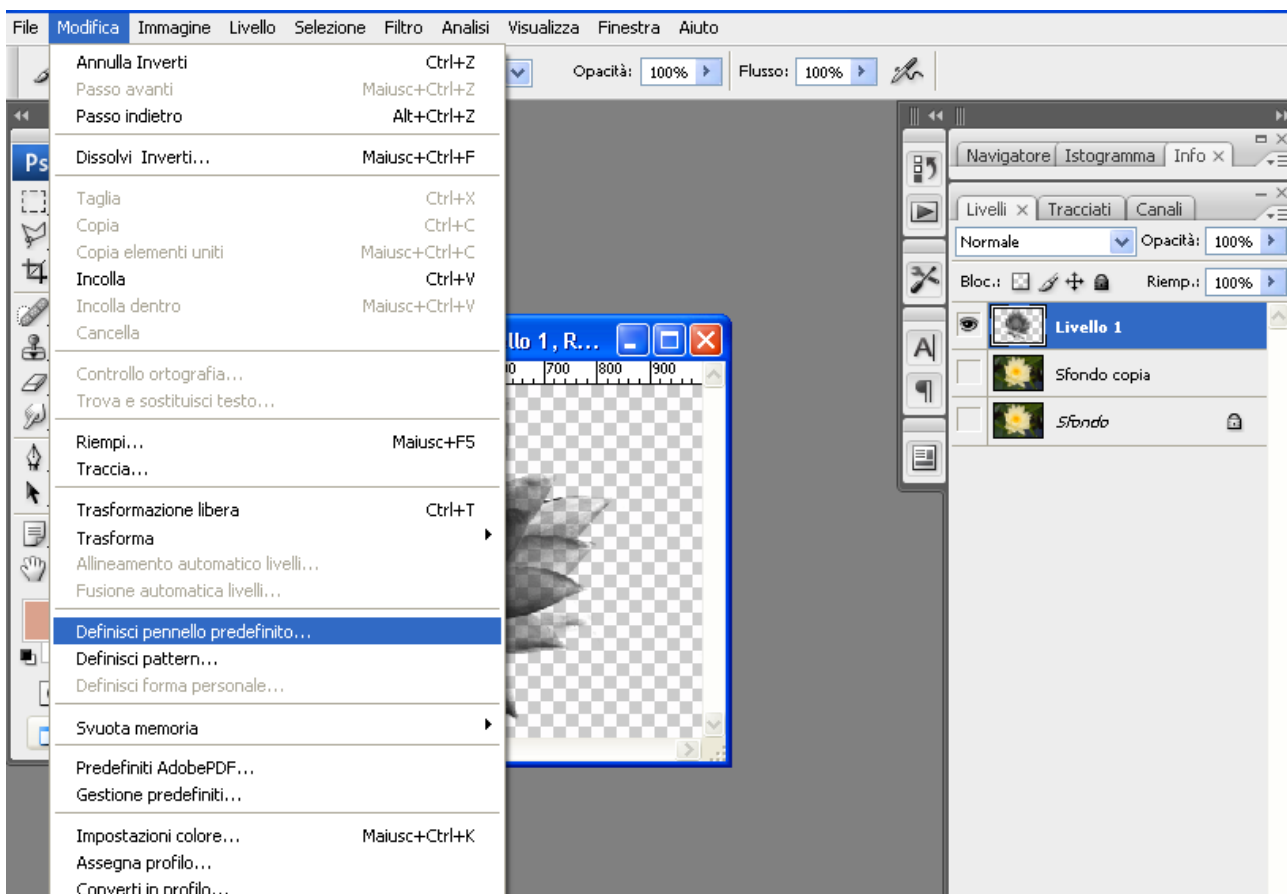 File Modifica Immagine Livello Selezione Filtro Analisi Visualizza Finestra Aiuto
Opacità: 100% Flusso: 100%
Annulla Inverti Ctrl+Z
Passo avanti Maiusc+Ctrl+Z
Passo indietro Alt+Ctrl+Z
Dissolvi Inverti... Maiusc+Ctrl+F
Taglia Ctrl+X
Copia Ctrl+C
Copia elementi uniti Maiusc+Ctrl+C
Incolla Ctrl+V
Incolla dentro Maiusc+Ctrl+V
Cancella
Controllo ortografia...
Trova e sostituisci testo...
Riempi... Maiusc+F5
Traccia...
Trasformazione libera Ctrl+T
Trasforma
Allineamento automatico livelli...
Fusione automatica livelli...
Definisci pennello predefinito...
Definisci pattern...
Definisci forma personale...
Svuota memoria
Predefiniti AdobePDF...
Gestione predefiniti...
Impostazioni colore... Maiusc+Ctrl+K
Assegna profilo...
Converti in profilo...
Ps
llo 1, R...
700 800 900
A
Navigatore Istogramma Info
Livelli Tracciati Canali
Normale Opacità: 100%
Bloc.: Riemp.: 100%
Livello 1
Sfondo copia
Sfondo